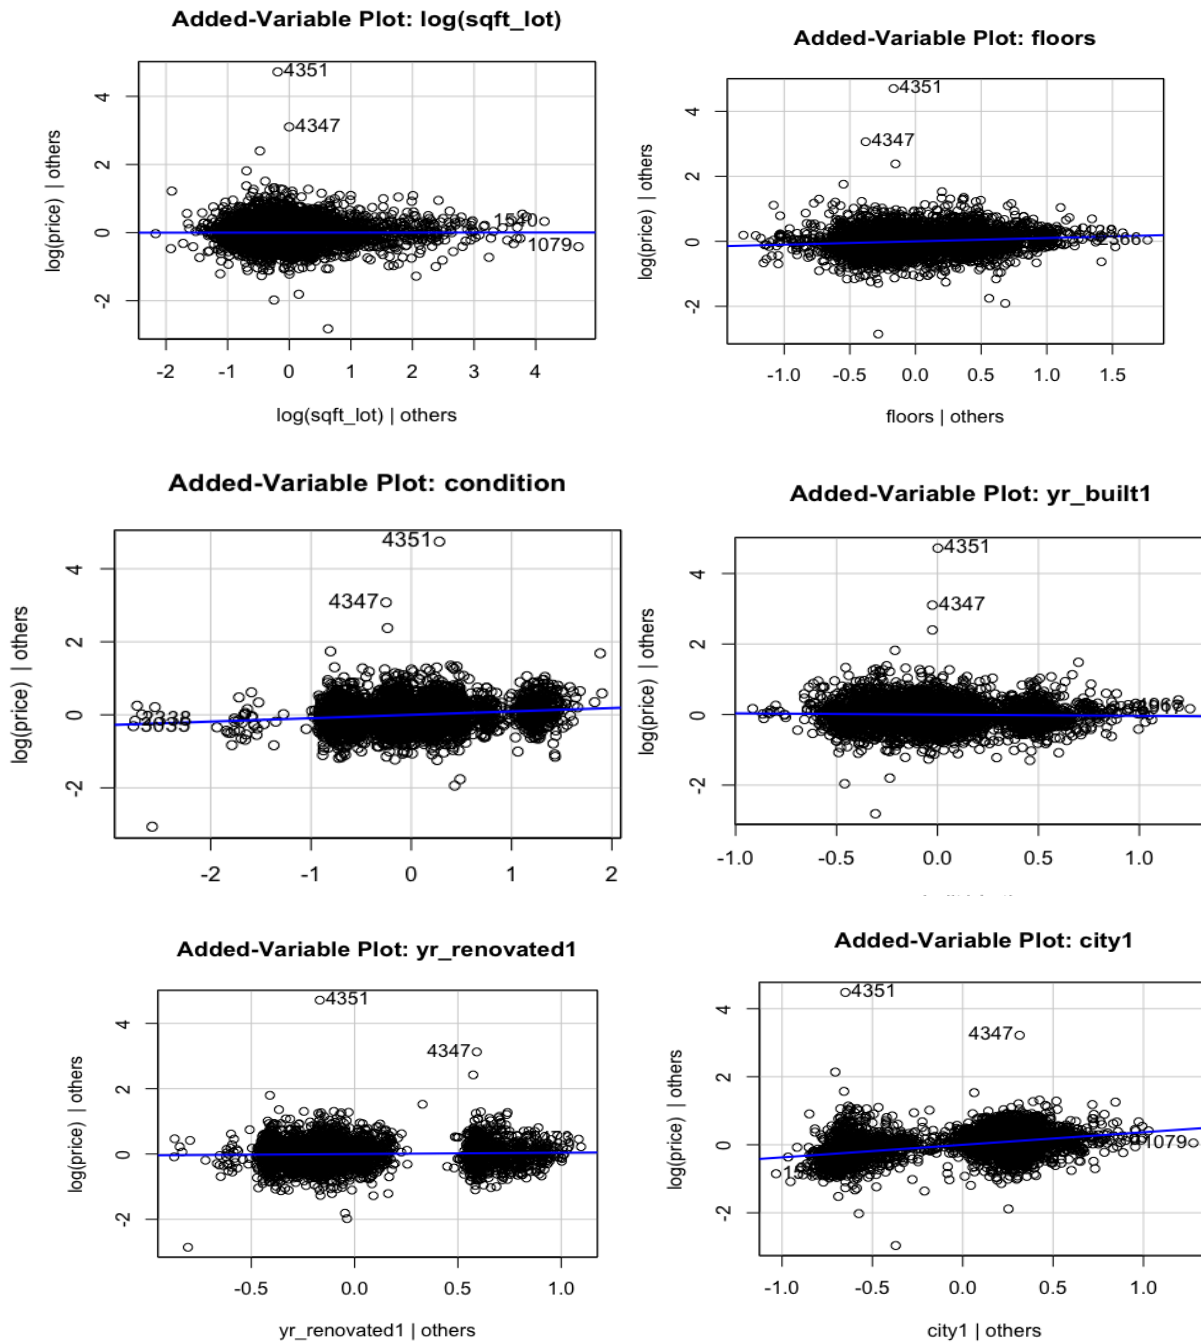 Added-Variable Plot: log(sqft_lot)
4351
4347
1540
1079
log(price) | others
4
2
0
-2
-2 -1 0 1 2 3 4
log(sqft_lot) | others
Added-Variable Plot: floors
4351
4347
log(price) | others
4
2
0
-2
-1.0 -0.5 0.0 0.5 1.0 1.5
floors | others
Added-Variable Plot: condition
4351
4347
log(price) | others
4
2
0
-2
-2 -1 0 1 2
Added-Variable Plot: yr_built1
4351
4347
log(price) | others
4
2
0
-2
-1.0 -0.5 0.0 0.5 1.0
Added-Variable Plot: yr_renovated1
4351
4347
log(price) | others
4
2
0
-2
-0.5 0.0 0.5 1.0
yr_renovated1 | others
Added-Variable Plot: city1
4351
4347
1079
log(price) | others
4
2
0
-2
-1.0 -0.5 0.0 0.5 1.0
city1 | others